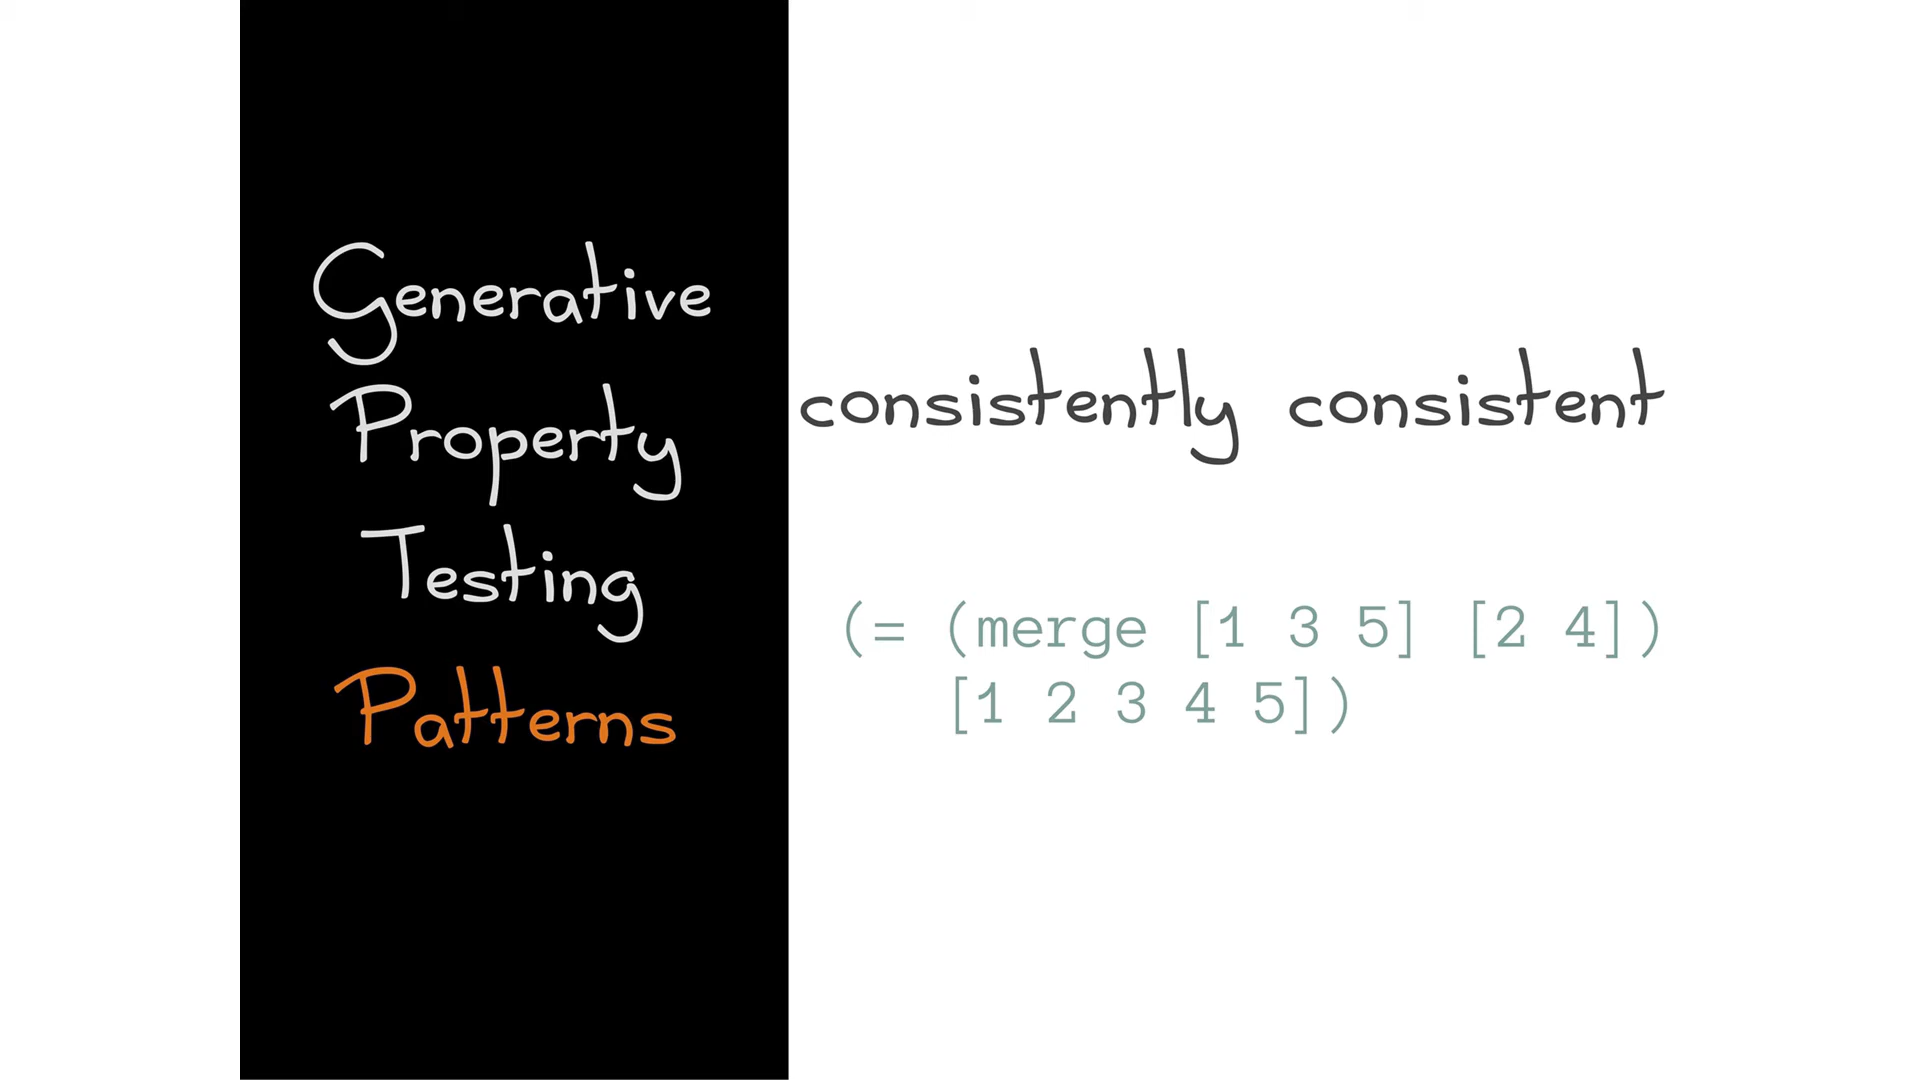 Generative
Property
Testing
Patterns
consistently consistent
(= (merge [1 3 5] [2 4])
[1 2 3 4 5])